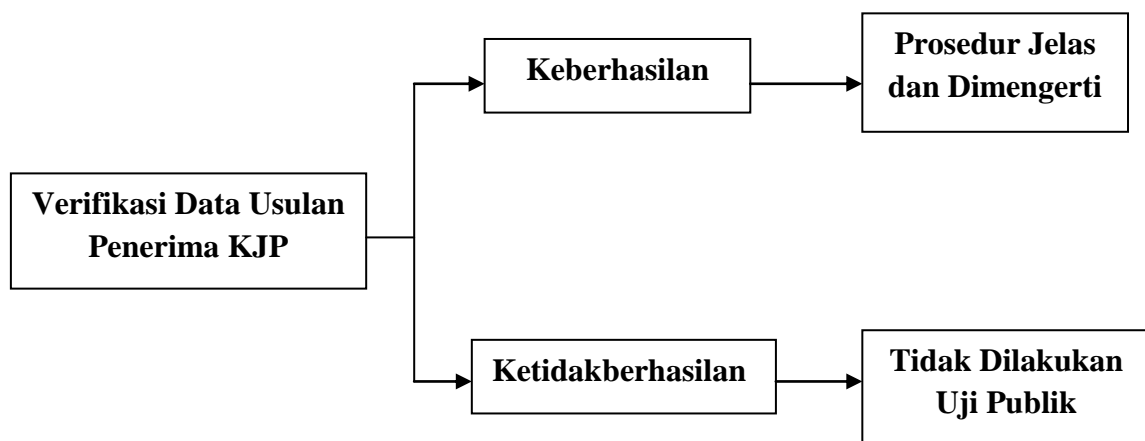 Verifikasi Data Usulan
Penerima KJP
Keberhasilan
Prosedur Jelas
dan Dimengerti
Ketidakberhasilan
Tidak Dilakukan
Uji Publik